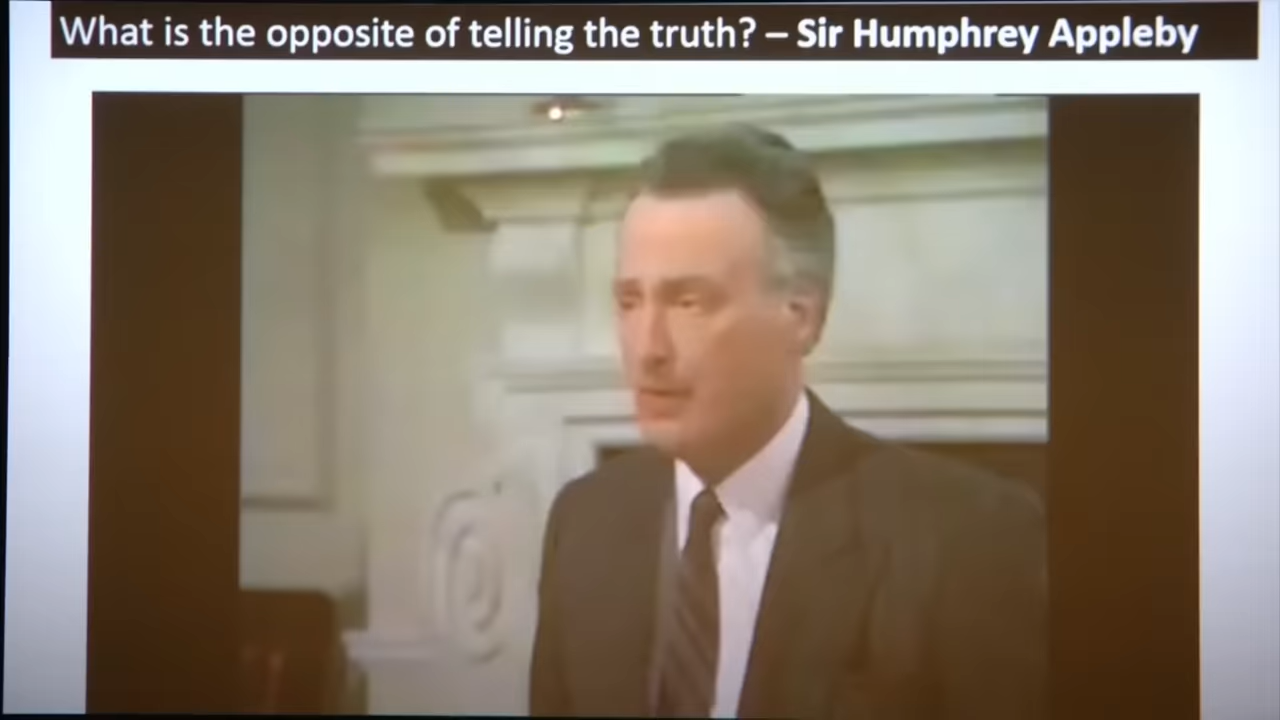 What is the opposite of telling the truth? – Sir Humphrey Appleby